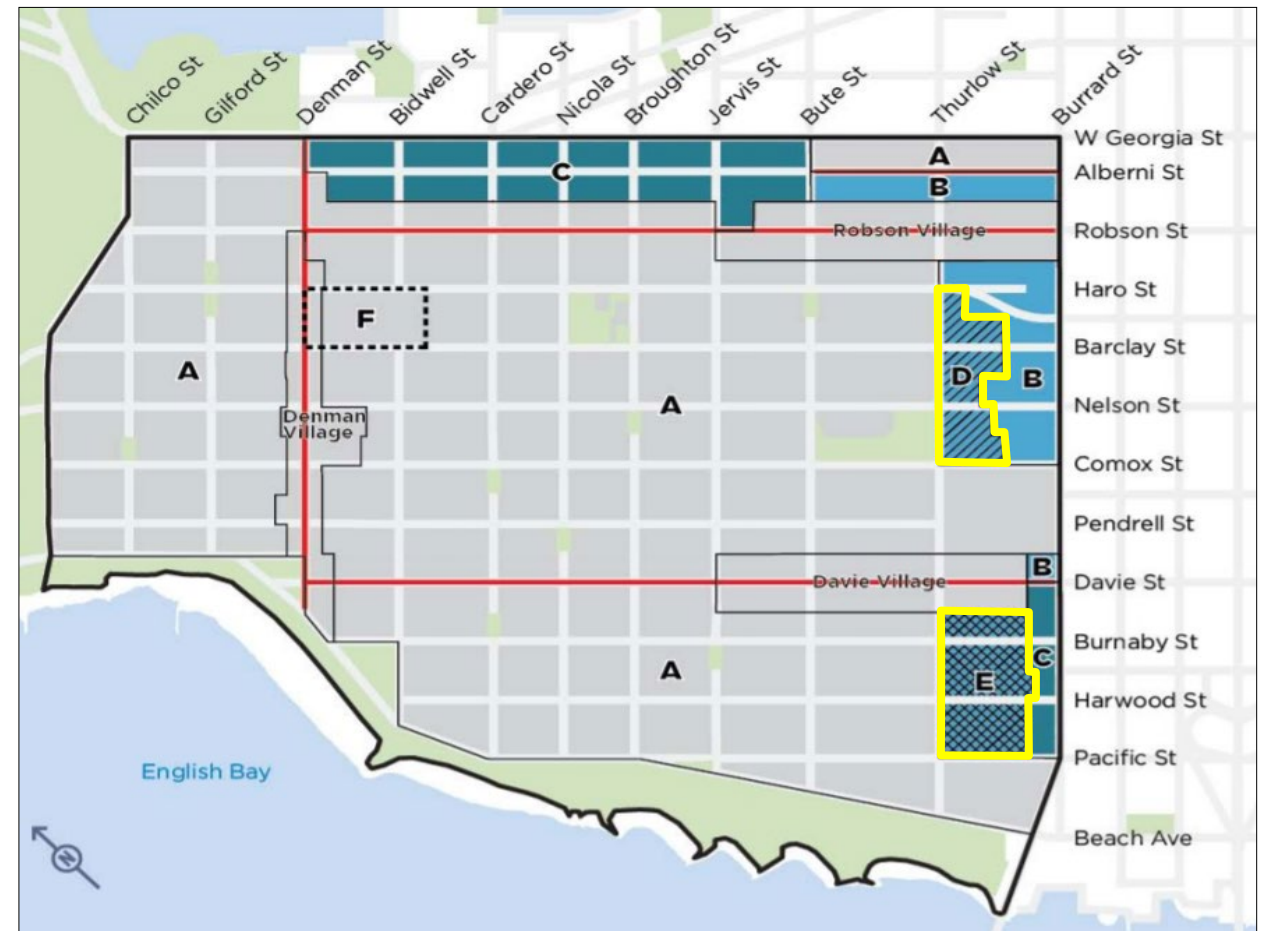 Chilco St
Gilford St
Denman St
Bidwell St
Cardero St
Nicola St
Broughton St
Jervis St
Bute St
Thurlow St
Burrard St
W Georgia St
A
Alberni St
C
B
Robson Village
Robson St
Haro St
F
Barclay St
A
D
B
A
Nelson St
Denman
Village
Comox St
Pendrell St
B
Davie Village
Davie St
Burnaby St
C
A
E
Harwood St
Pacific St
English Bay
Beach Ave
N